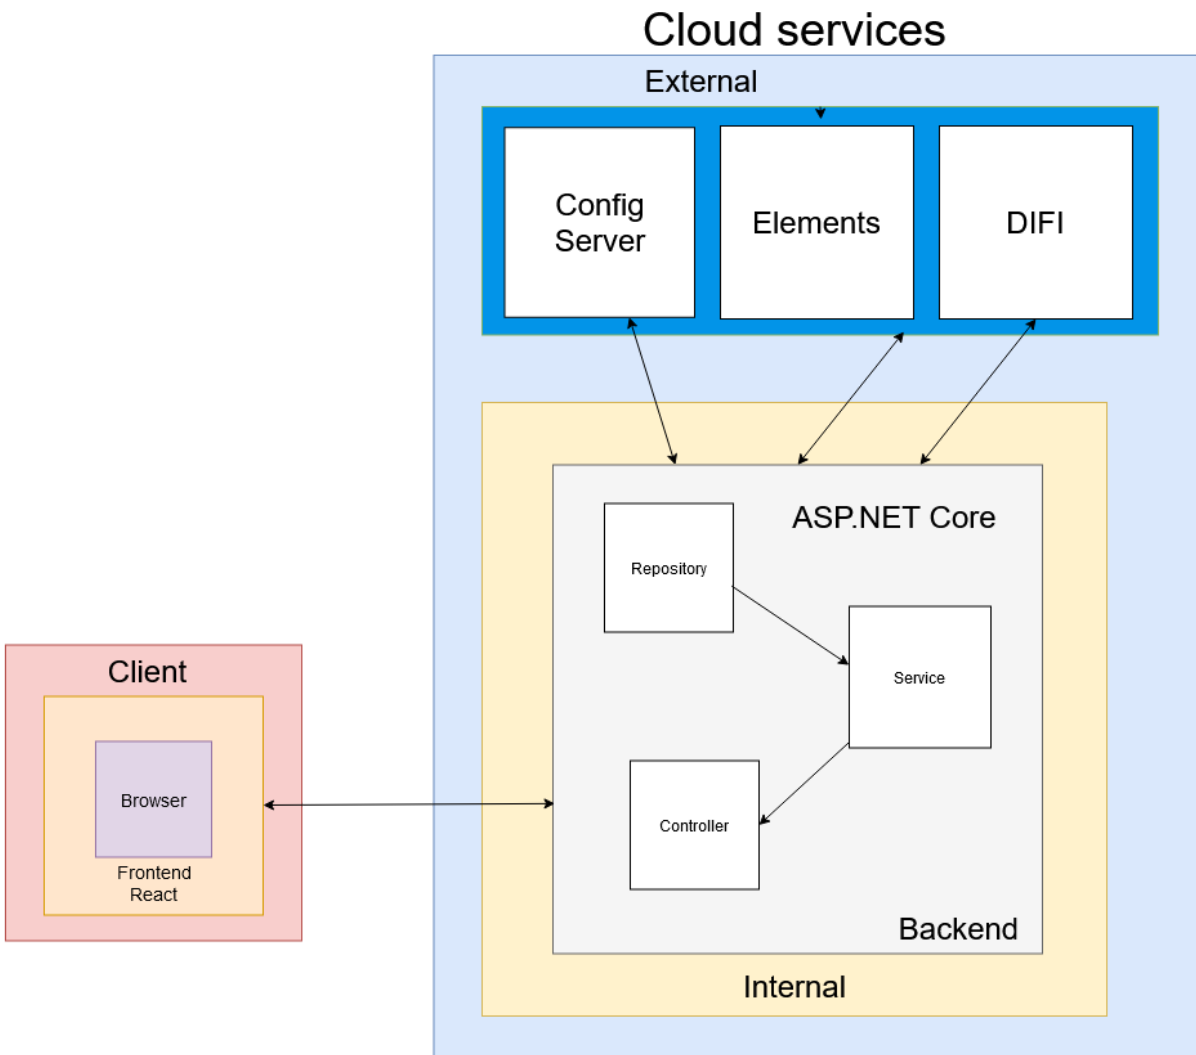 Cloud services
External
Config
Server
Elements
DIFI
ASP.NET Core
Repository
Service
Client
Browser
Controller
Frontend
React
Backend
Internal